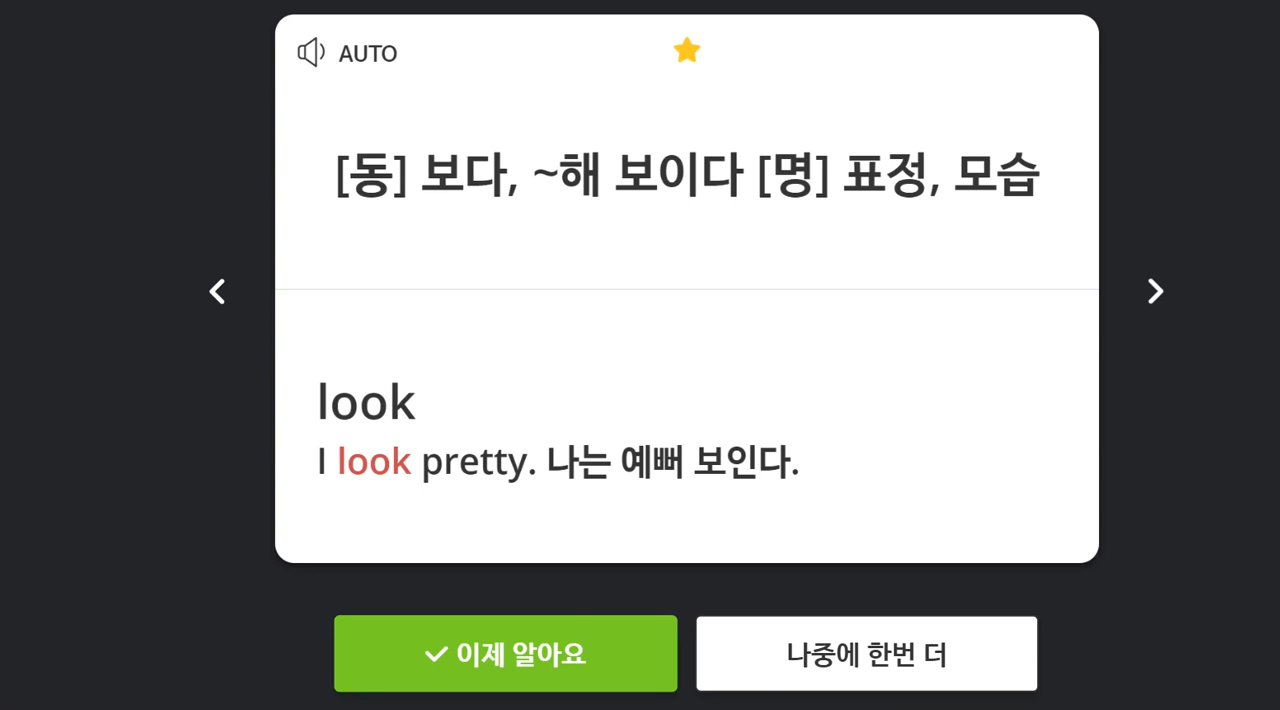 AUTO
[동] 보다, ~해 보이다 [명] 표정, 모습
look
I look pretty. 나는 예뻐 보인다.
이제 알아요
나중에 한번 더